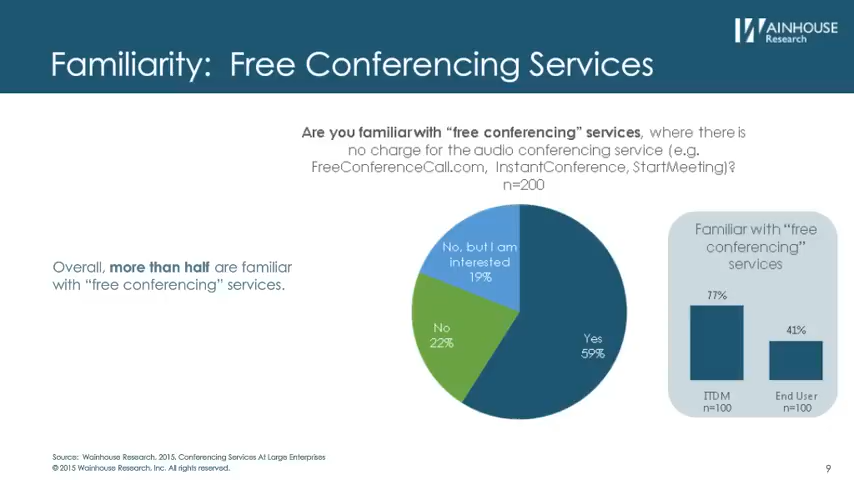 WAINHOUSE
Research
Familiarity: Free Conferencing Services
Are you familiar with “free conferencing” services, where there is
no charge for the audio conferencing service (e.g.
FreeConferenceCall.com, InstantConference, StartMeeting)?
n=200
Overall, more than half are familiar
with “free conferencing” services.
No, but I am
interested
19%
No
22%
Yes
59%
Familiar with “free
conferencing”
services
77%
41%
ITDM
n=100
End User
n=100
Source: Wainhouse Research, 2015, Conferencing Services At Large Enterprises
© 2015 Wainhouse Research, Inc. All rights reserved.
9